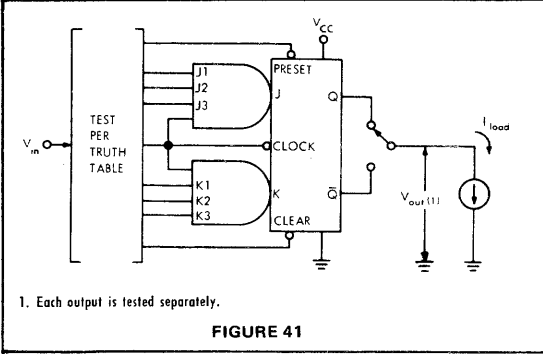 V_CC
PRESET
J1
J2
J3
J
Q
I_load
TEST
PER
TRUTH
TABLE
V_in
CLOCK
K1
K2
K3
K
Q̄
V_out(1)
CLEAR
1. Each output is tested separately.
FIGURE 41